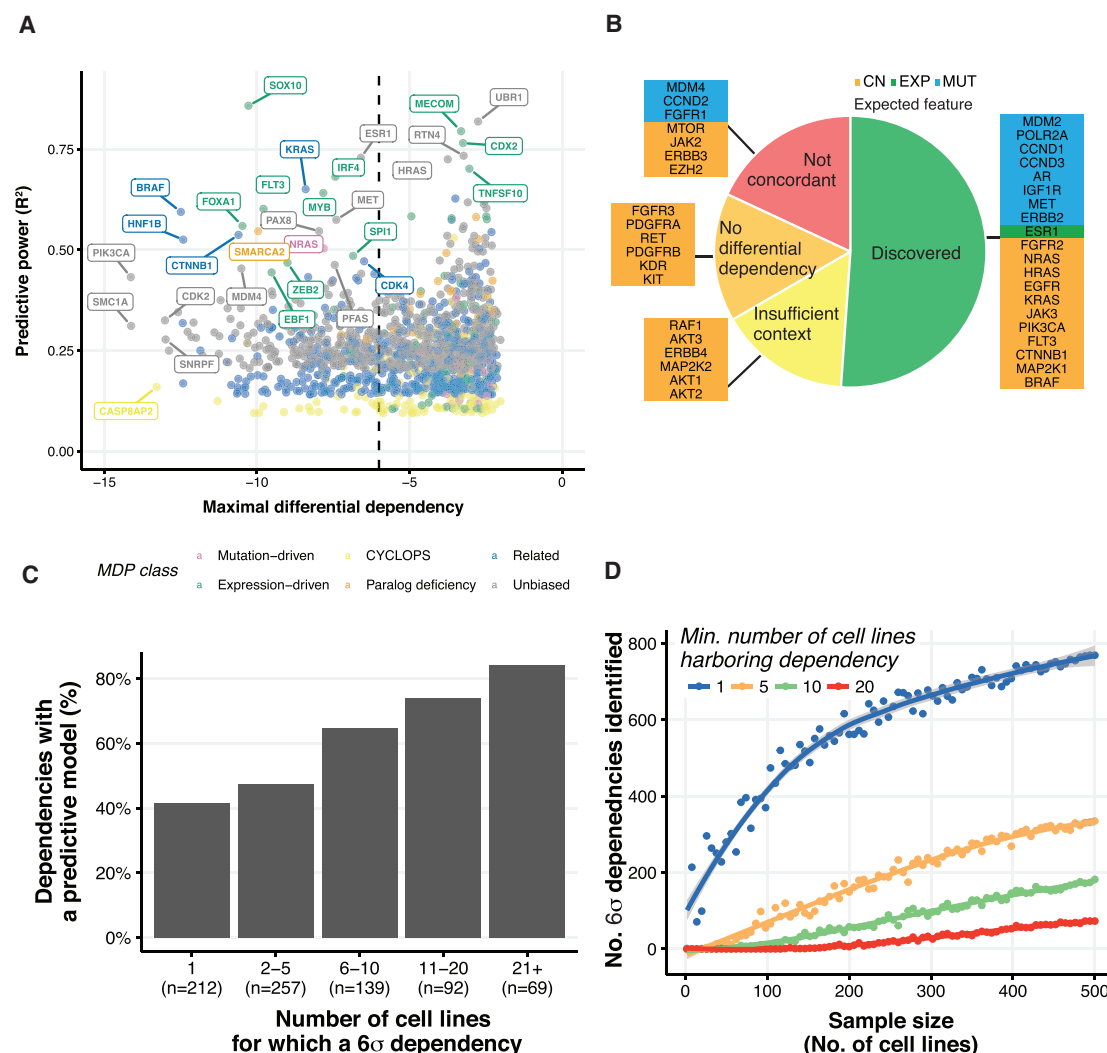 A
SOX10
MECOM
UBR1
ESR1
RTN4
CDX2
KRAS
IRF4
HRAS
TNFSF10
BRAF
FLT3
FOXA1
MYB
MET
HNF1B
PAX8
SPI1
NRAS
SMARCA2
PIK3CA
CTNNB1
CDK4
ZEB2
SMC1A
CDK2
MDM4
EBF1
PFAS
SNRPF
CASP8AP2
Predictive power (R²)
0.75
0.50
0.25
0.00
−15
−10
−5
0
Maximal differential dependency
MDP class
a Mutation−driven
a CYCLOPS
a Related
a Expression−driven
a Paralog deficiency
a Unbiased
B
CN EXP MUT
Expected feature
MDM4
CCND2
FGFR1
MTOR
JAK2
ERBB3
EZH2
FGFR3
PDGFRA
RET
PDGFRB
KDR
KIT
RAF1
AKT3
ERBB4
MAP2K2
AKT1
AKT2
Not
concordant
No
differential
dependency
Insufficient
context
Discovered
MDM2
POLR2A
CCND1
CCND3
AR
IGF1R
MET
ERBB2
ESR1
FGFR2
NRAS
HRAS
EGFR
KRAS
JAK3
PIK3CA
FLT3
CTNNB1
MAP2K1
BRAF
C
Dependencies with
a predictive model (%)
80%
60%
40%
20%
0%
1
(n=212)
2−5
(n=257)
6−10
(n=139)
11−20
(n=92)
21+
(n=69)
Number of cell lines
for which a 6σ dependency
D
No. 6σ depenedncies identified
Min. number of cell lines
harboring dependency
1 5 10 20
800
600
400
200
0
0
100
200
300
400
500
Sample size
(No. of cell lines)